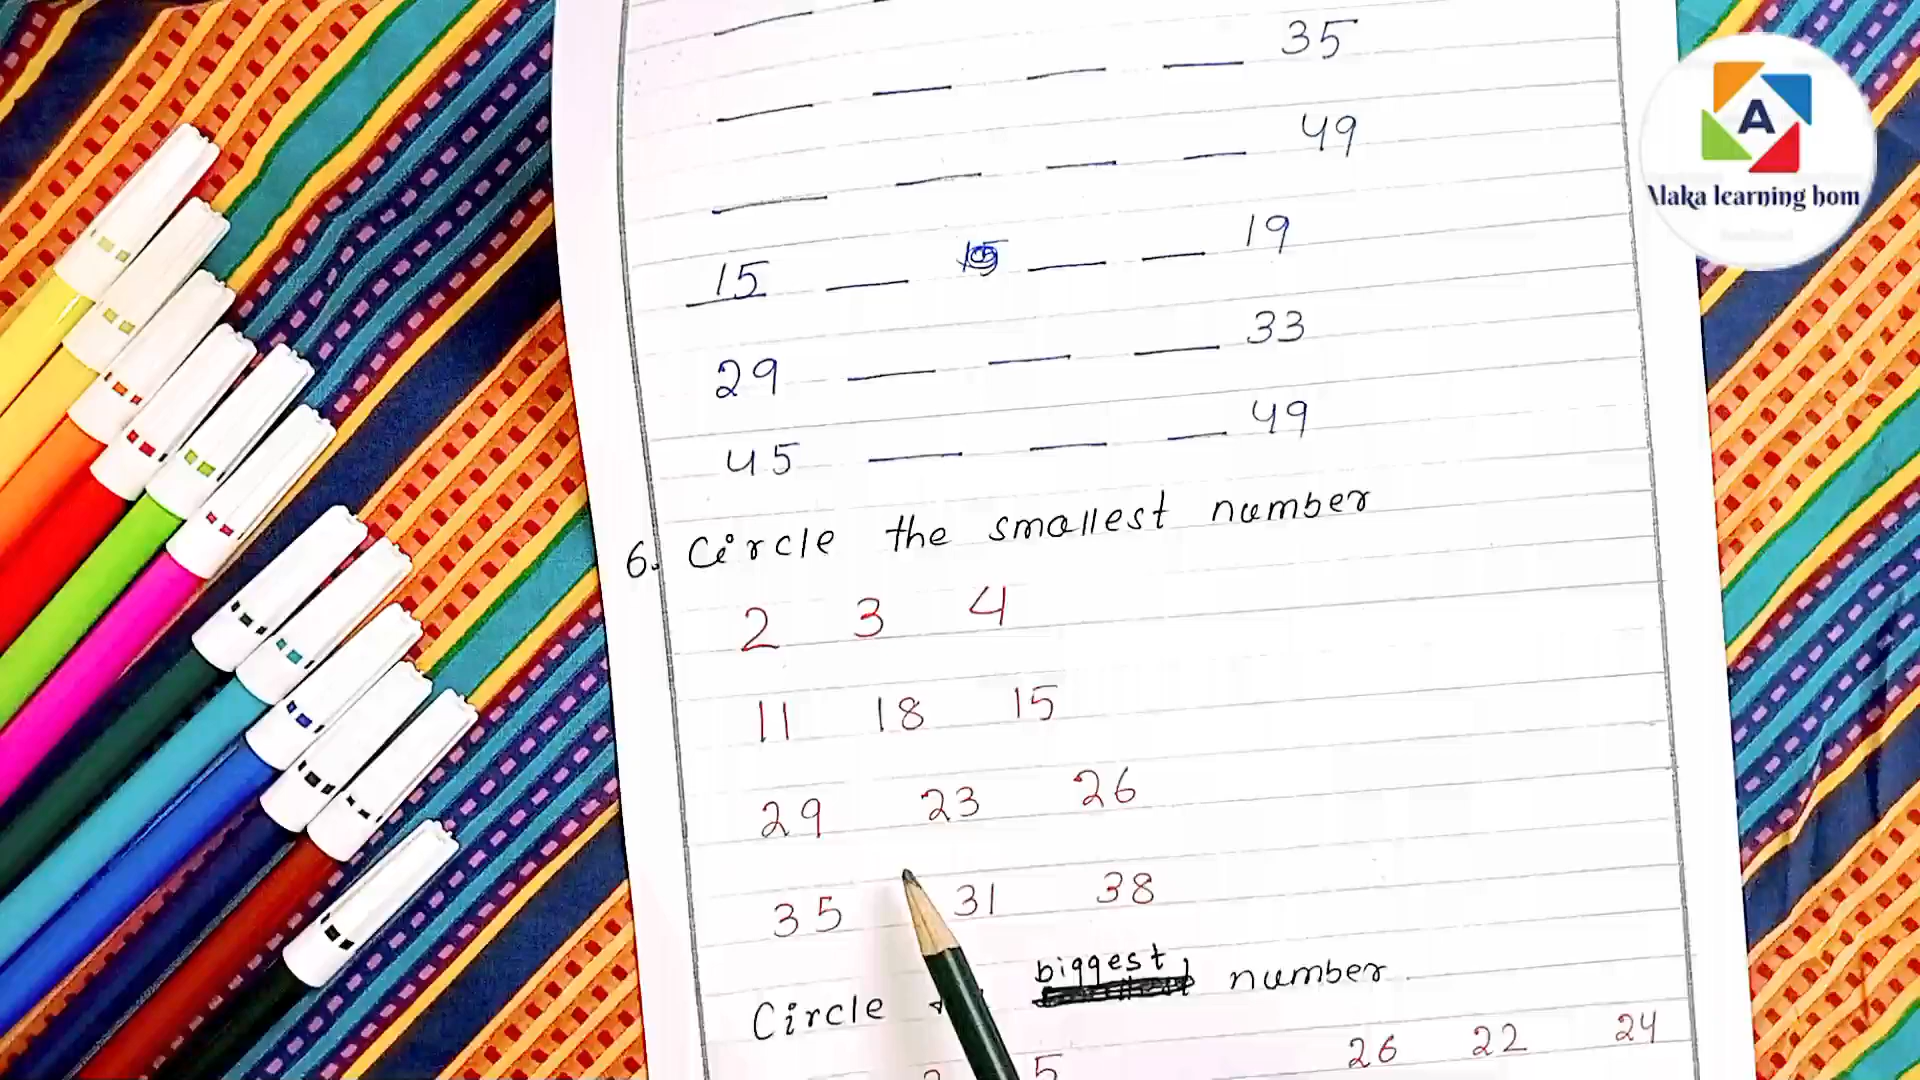 35
49
15 19
29 33
45 49
6. Circle the smallest number
2 3 4
11 18 15
29 23 26
35 31 38
Circle biggest number
5 26 22 24
A
Alaka learning hom